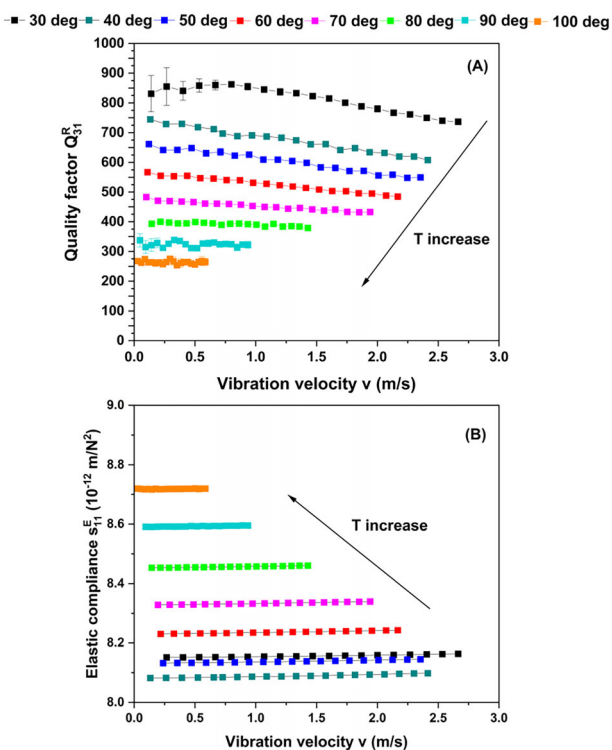 30 deg 40 deg 50 deg 60 deg 70 deg 80 deg 90 deg 100 deg
(A)
1000
900
800
700
600
500
400
300
200
100
0
Quality factor Q31^R
T increase
0.0 0.5 1.0 1.5 2.0 2.5 3.0
Vibration velocity v (m/s)
(B)
9.0
8.8
8.6
8.4
8.2
8.0
Elastic compliance s11^E (10^-12 m/N^2)
T increase
0.0 0.5 1.0 1.5 2.0 2.5 3.0
Vibration velocity v (m/s)